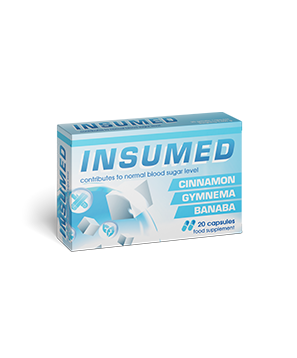 INSUMED
contributes to normal blood sugar level
CINNAMON
GYMNEMA
BANABA
20 capsules
food supplement